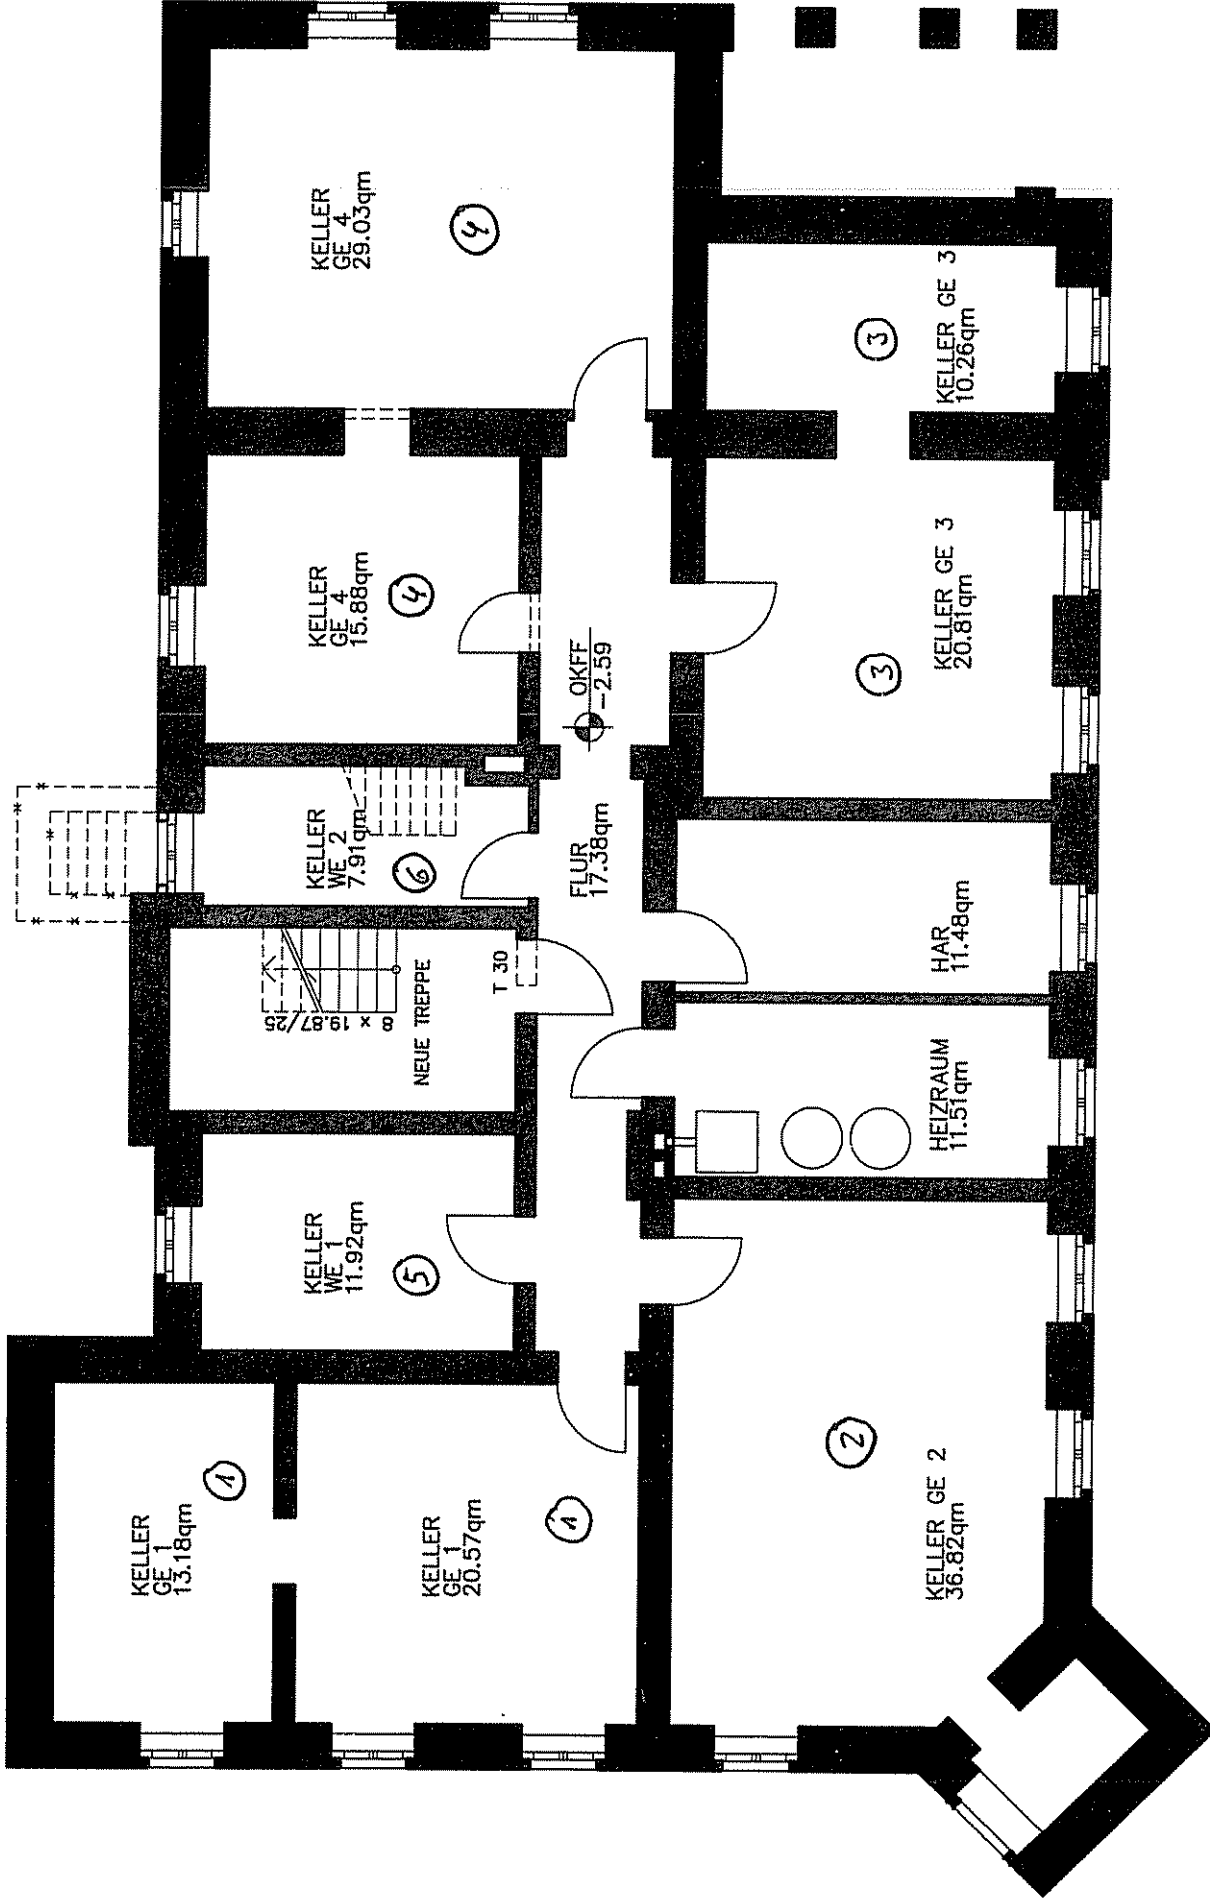 KELLER
GE 1
13.18qm
1
KELLER
GE 1
20.57qm
1
KELLER
WE 1
11.92qm
5
8 x 19.87/25
NEUE TREPPE
T 30
KELLER
WE 2
7.91qm
6
KELLER
GE 4
15.88qm
4
KELLER
GE 4
29.03qm
4
FLUR
17.38qm
OKFF
-2.59
2
KELLER GE 2
36.82qm
HEIZRAUM
11.51qm
HAR
11.48qm
3
KELLER GE 3
20.81qm
3
KELLER GE 3
10.26qm